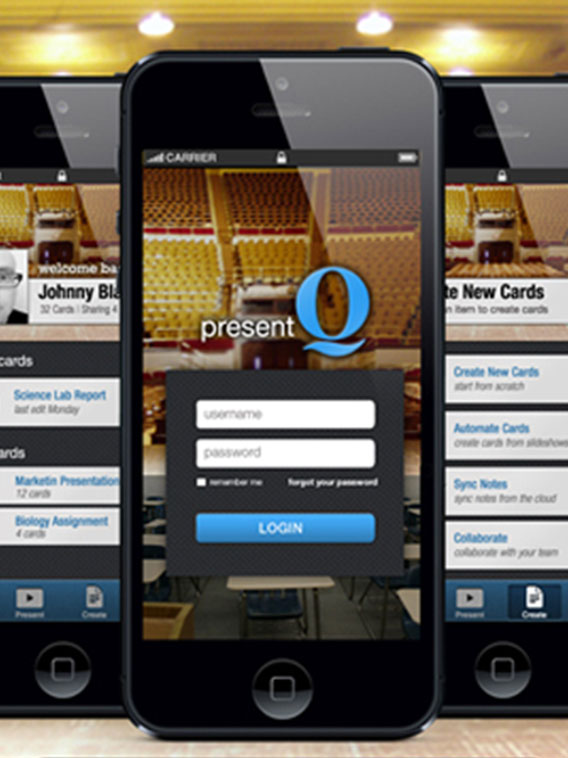 welcome ba
Johnny Bla
32 Cards | Sharing 4
cards
Science Lab Report
last edit Monday
ards
Marketin Presentation
12 cards
Biology Assignment
4 cards
Present
Create
CARRIER
present Q
username
password
remember me
forgot your password
LOGIN
te New Cards
n item to create cards
Create New Cards
start from scratch
Automate Cards
create cards from slideshows
Sync Notes
sync notes from the cloud
Collaborate
collaborate with your team
Present
Create